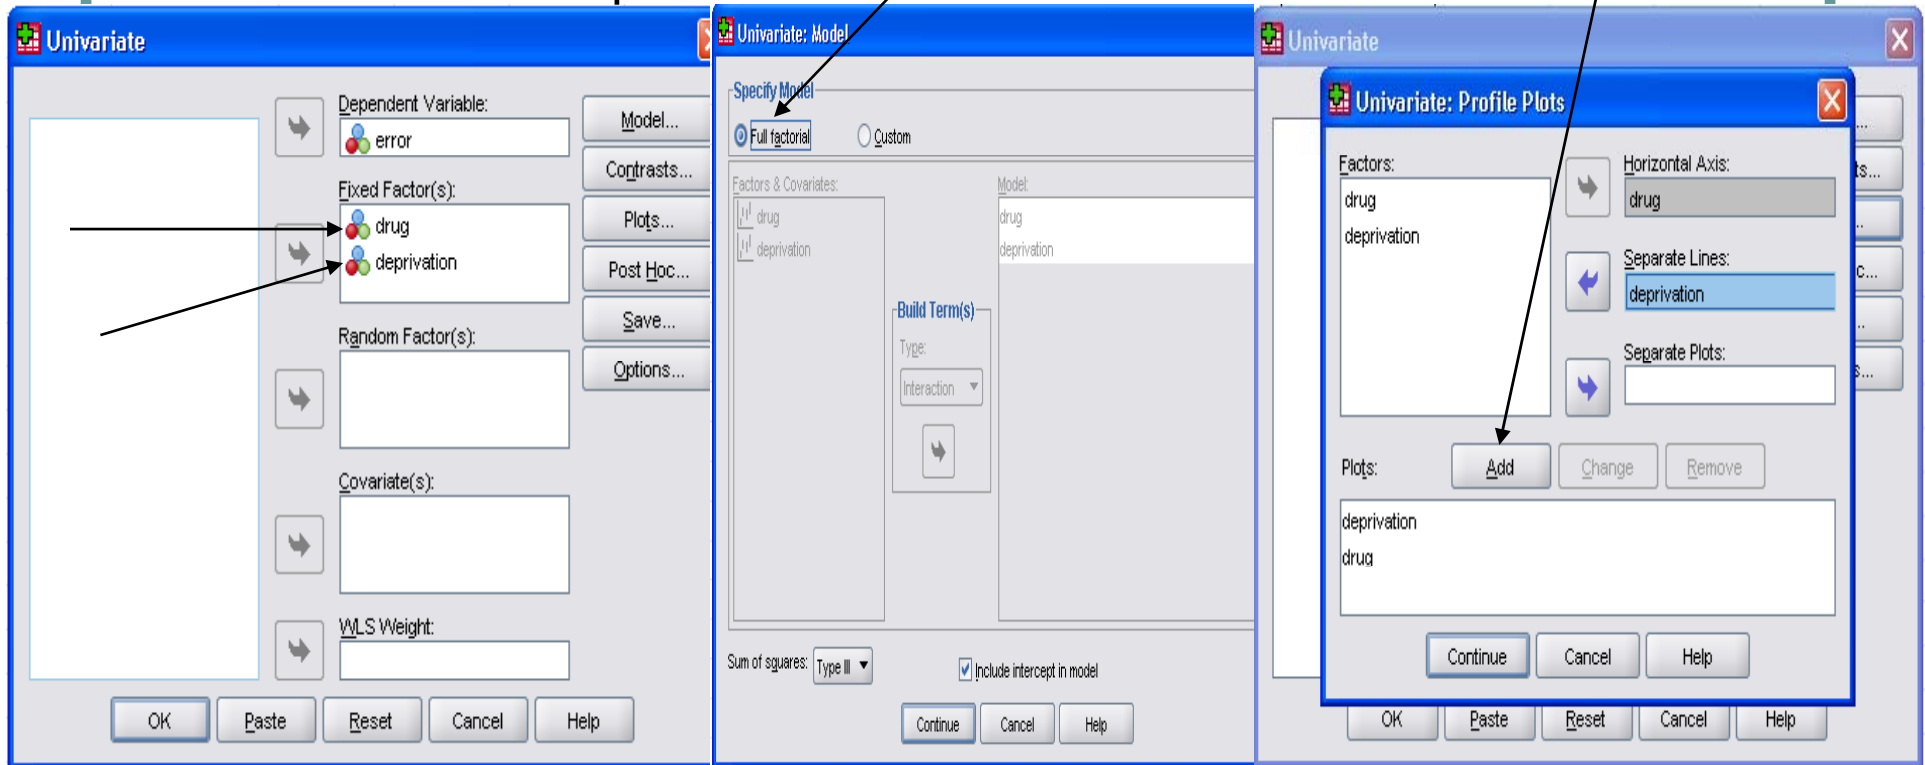 Univariate
Dependent Variable:
error
Model...
Contrasts...
Fixed Factor(s):
drug
deprivation
Plots...
Post Hoc...
Save...
Random Factor(s):
Options...
Covariate(s):
WLS Weight:
OK Paste Reset Cancel Help
Univariate: Model
Specify Model
Full factorial Custom
Factors & Covariates: Model:
drug drug
deprivation deprivation
Build Term(s)
Type:
Interaction
Sum of squares: Type III Include intercept in model
Continue Cancel Help
Univariate
Univariate: Profile Plots
Factors: Horizontal Axis:
drug drug
deprivation
Separate Lines:
deprivation
Separate Plots:
Plots: Add Change Remove
deprivation
drug
Continue Cancel Help
OK Paste Reset Cancel Help